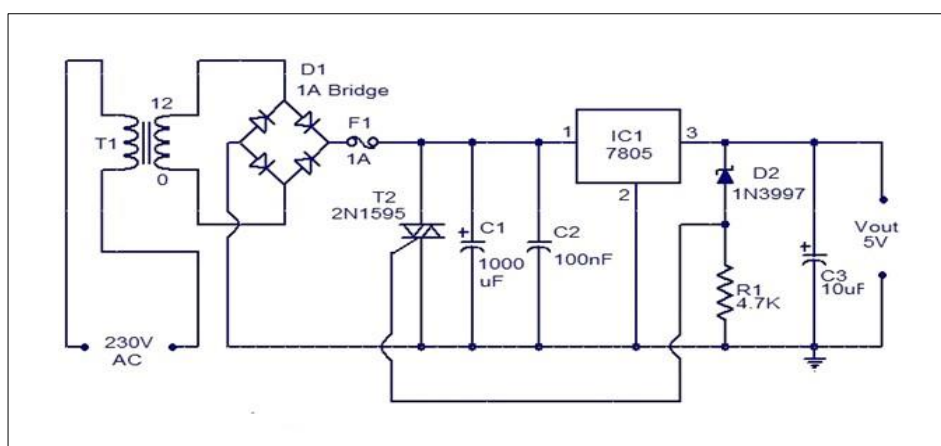 D1
1A Bridge
12
T1
0
F1
1A
1
IC1
7805
3
2
D2
1N3997
T2
2N1595
C1
1000
uF
C2
100nF
Vout
5V
R1
4.7K
C3
10uF
230V
AC